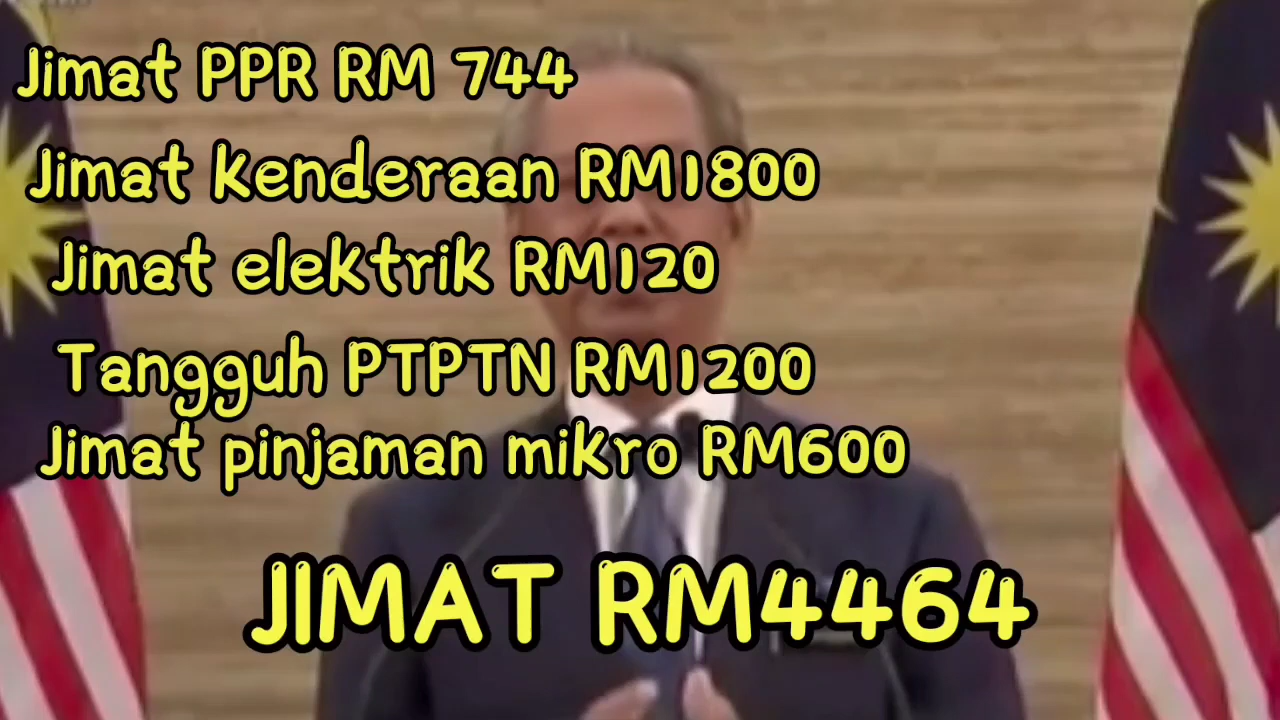 Jimat PPR RM 744
Jimat kenderaan RM1800
Jimat elektrik RM120
Tangguh PTPTN RM1200
Jimat pinjaman mikro RM600
JIMAT RM4464